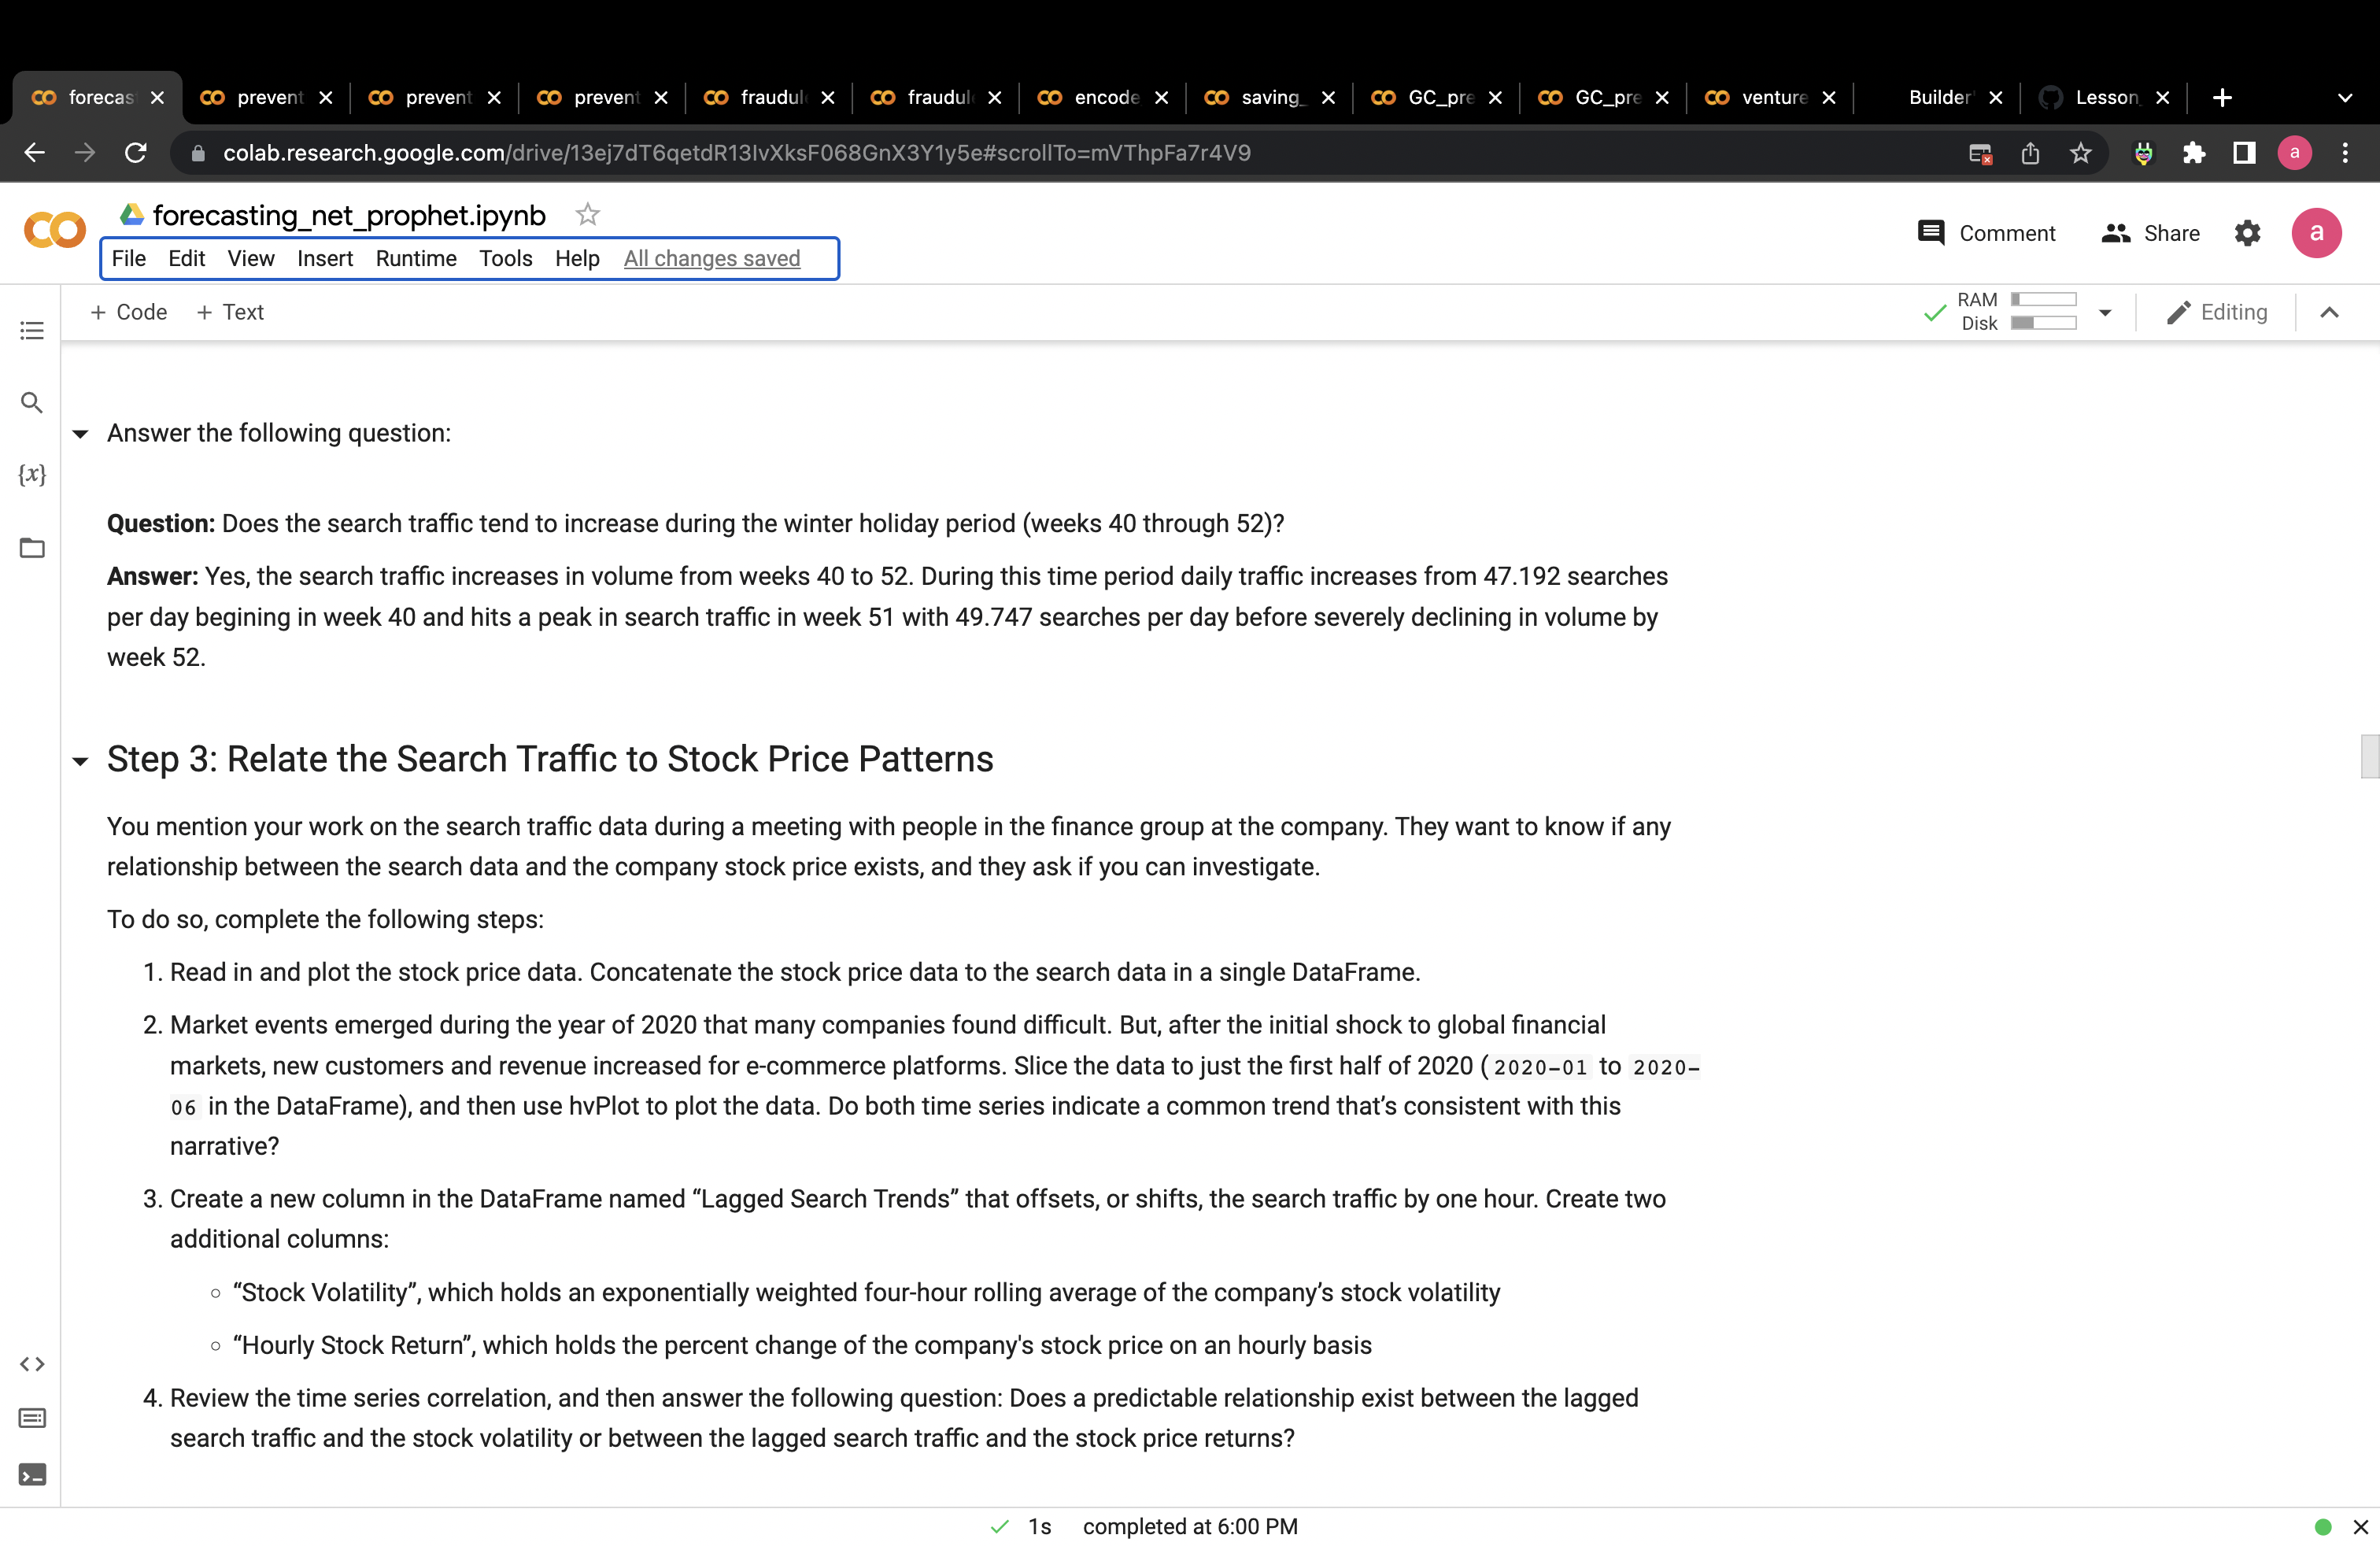 forecas
prevent
prevent
prevent
fraudul
fraudul
encode
saving_
GC_pre
GC_pre
venture
Builder'
Lesson_
colab.research.google.com/drive/13ej7dT6qetdR13IvXksF068GnX3Y1y5e#scrollTo=mVThpFa7r4V9
a
forecasting_net_prophet.ipynb
File Edit View Insert Runtime Tools Help All changes saved
Comment
Share
a
+ Code + Text
RAM
Disk
Editing
{x}
Answer the following question:
Question: Does the search traffic tend to increase during the winter holiday period (weeks 40 through 52)?
Answer: Yes, the search traffic increases in volume from weeks 40 to 52. During this time period daily traffic increases from 47.192 searches
per day begining in week 40 and hits a peak in search traffic in week 51 with 49.747 searches per day before severely declining in volume by
week 52.
Step 3: Relate the Search Traffic to Stock Price Patterns
You mention your work on the search traffic data during a meeting with people in the finance group at the company. They want to know if any
relationship between the search data and the company stock price exists, and they ask if you can investigate.
To do so, complete the following steps:
1. Read in and plot the stock price data. Concatenate the stock price data to the search data in a single DataFrame.
2. Market events emerged during the year of 2020 that many companies found difficult. But, after the initial shock to global financial
markets, new customers and revenue increased for e-commerce platforms. Slice the data to just the first half of 2020 (2020-01 to 2020-
06 in the DataFrame), and then use hvPlot to plot the data. Do both time series indicate a common trend that’s consistent with this
narrative?
3. Create a new column in the DataFrame named “Lagged Search Trends” that offsets, or shifts, the search traffic by one hour. Create two
additional columns:
“Stock Volatility”, which holds an exponentially weighted four-hour rolling average of the company’s stock volatility
“Hourly Stock Return”, which holds the percent change of the company's stock price on an hourly basis
4. Review the time series correlation, and then answer the following question: Does a predictable relationship exist between the lagged
search traffic and the stock volatility or between the lagged search traffic and the stock price returns?
1s completed at 6:00 PM